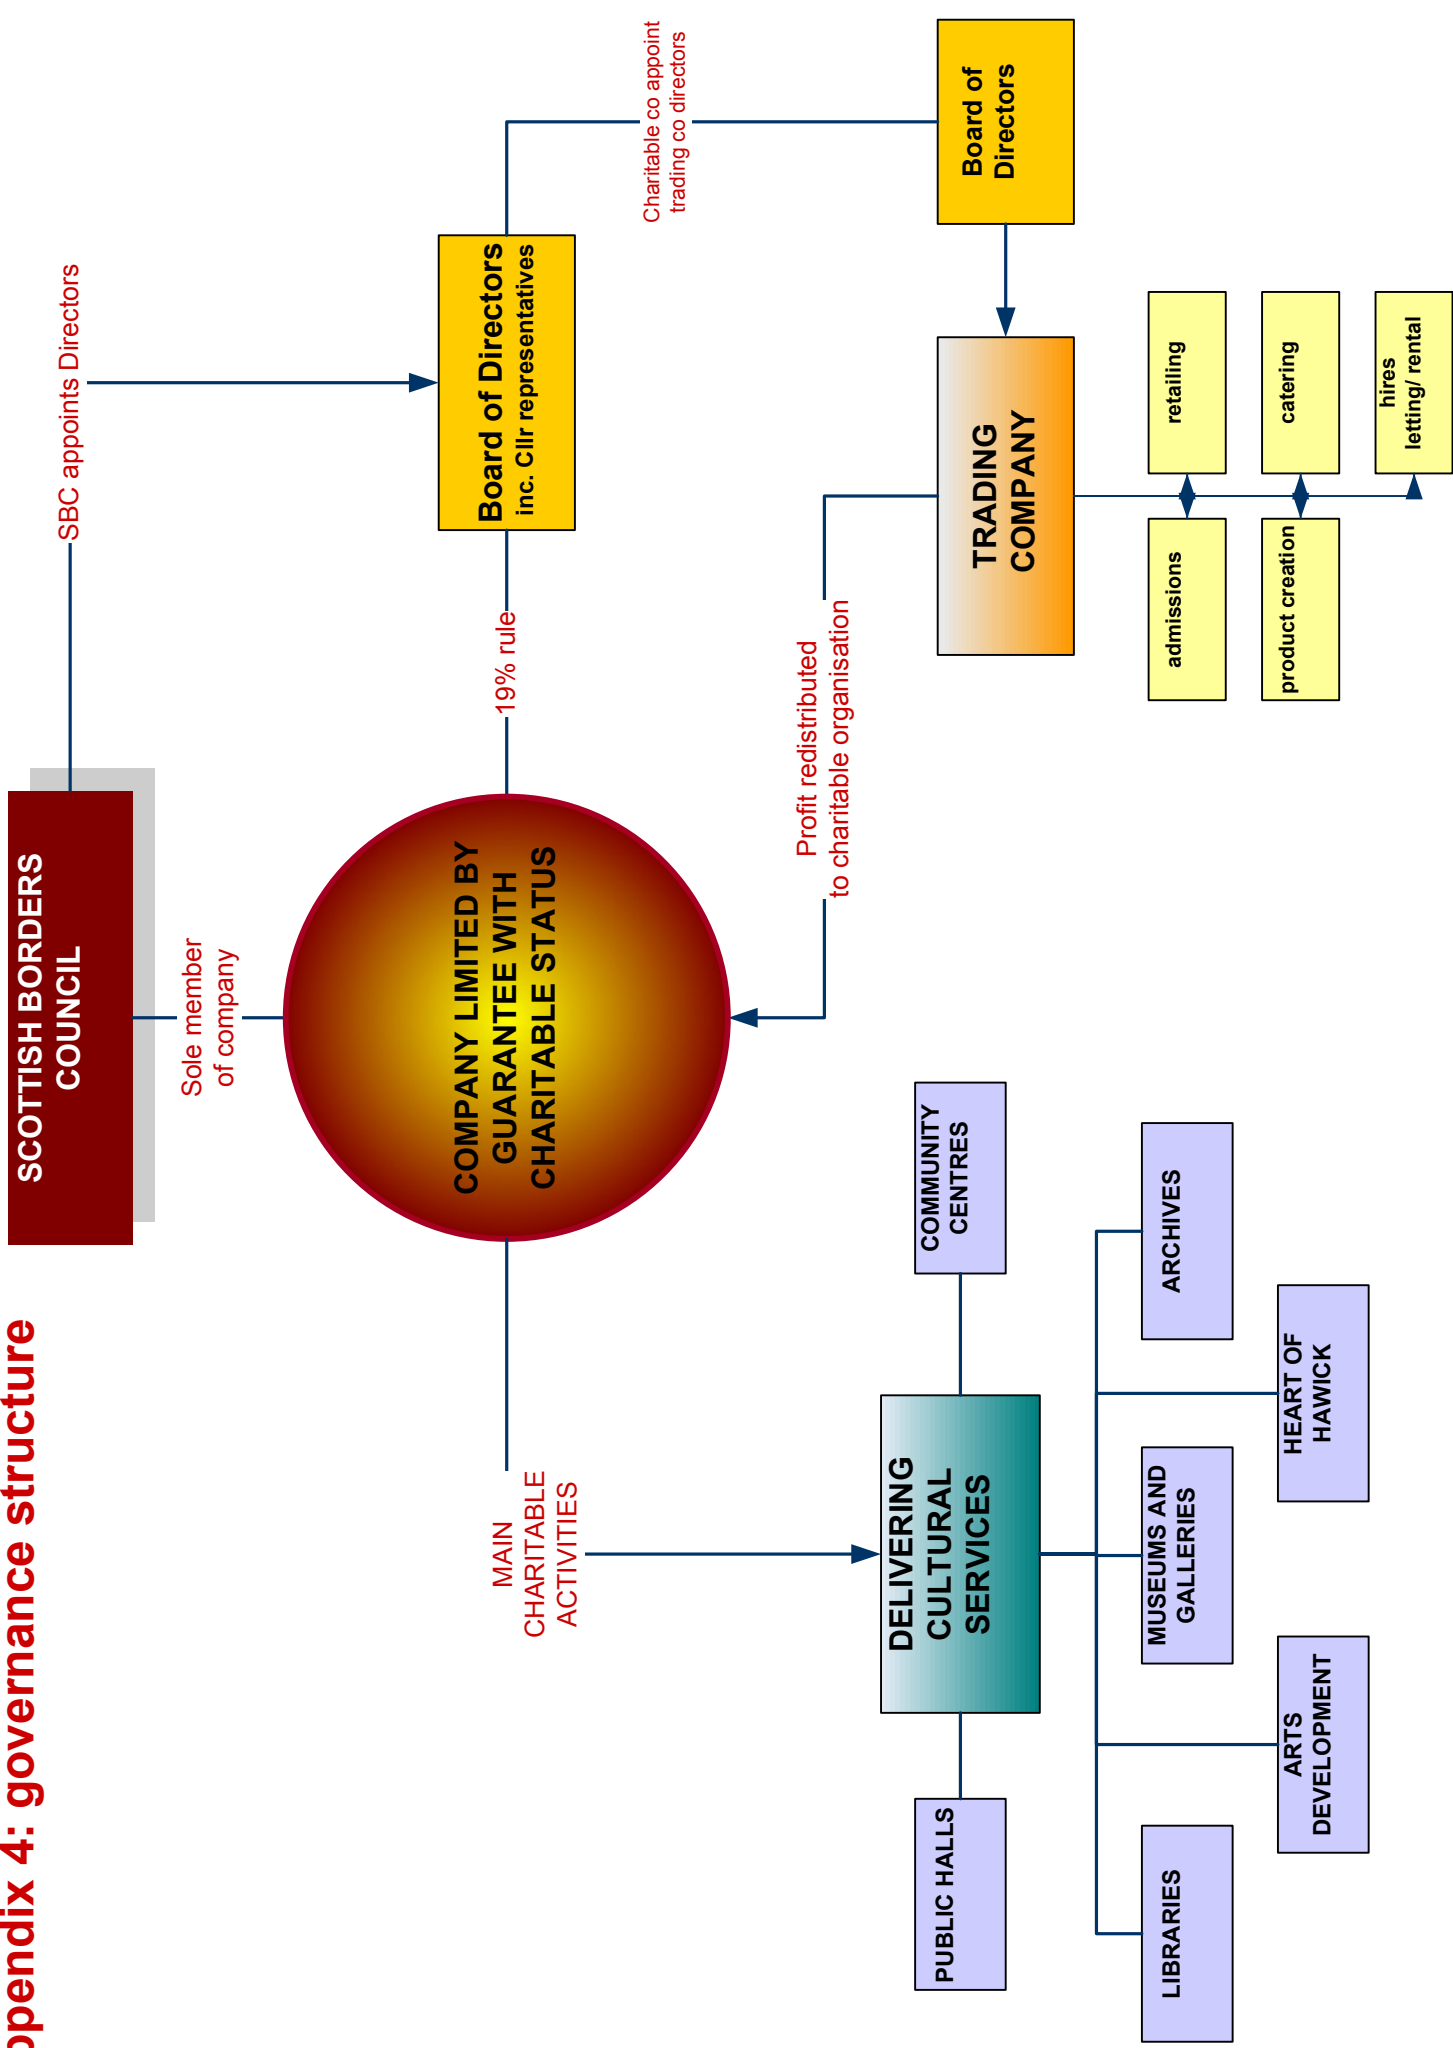 ppendix 4: governance structure
SCOTTISH BORDERS
COUNCIL
SBC appoints Directors
Sole member
of company
COMPANY LIMITED BY
GUARANTEE WITH
CHARITABLE STATUS
19% rule
Board of Directors
inc. Cllr representatives
Charitable co appoint
trading co directors
MAIN
CHARITABLE
ACTIVITIES
Profit redistributed
to charitable organisation
PUBLIC HALLS
DELIVERING
CULTURAL
SERVICES
COMMUNITY
CENTRES
TRADING
COMPANY
Board of
Directors
LIBRARIES
MUSEUMS AND
GALLERIES
ARCHIVES
ARTS
DEVELOPMENT
HEART OF
HAWICK
admissions
retailing
product creation
catering
hires
letting/ rental